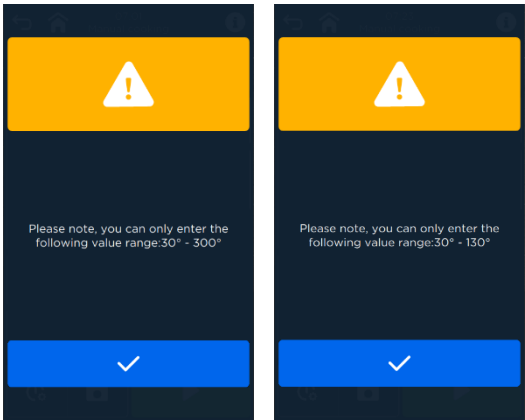 Please note, you can only enter the
following value range:30° - 300°
Please note, you can only enter the
following value range:30° - 130°